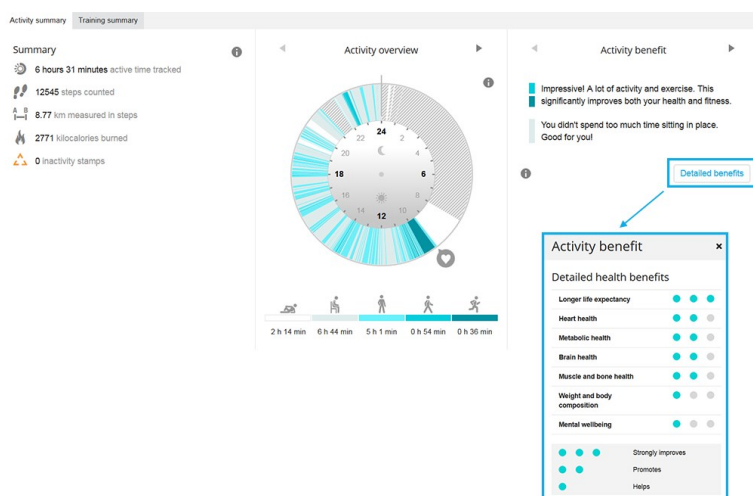 Activity summary
Training summary
Summary
6 hours 31 minutes active time tracked
12545 steps counted
A B
8.77 km measured in steps
2771 kilocalories burned
0 inactivity stamps
Activity overview
24
22
2
20
4
18
6
16
8
14
10
12
2 h 14 min
6 h 44 min
5 h 1 min
0 h 54 min
0 h 36 min
Activity benefit
Impressive! A lot of activity and exercise. This
significantly improves both your health and fitness.
You didn't spend too much time sitting in place.
Good for you!
Detailed benefits
Activity benefit
×
Detailed health benefits
Longer life expectancy
Heart health
Metabolic health
Brain health
Muscle and bone health
Weight and body
composition
Mental wellbeing
Strongly improves
Promotes
Helps